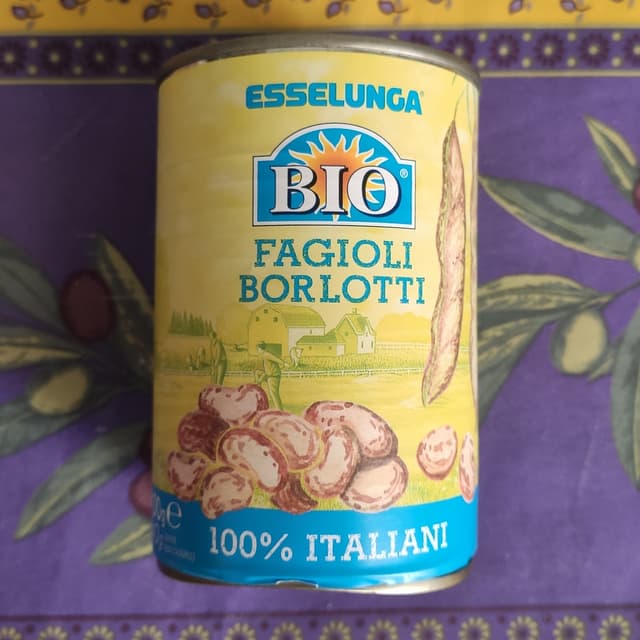 ESSELUNGA®
BIO®
FAGIOLI
BORLOTTI
100% ITALIANI